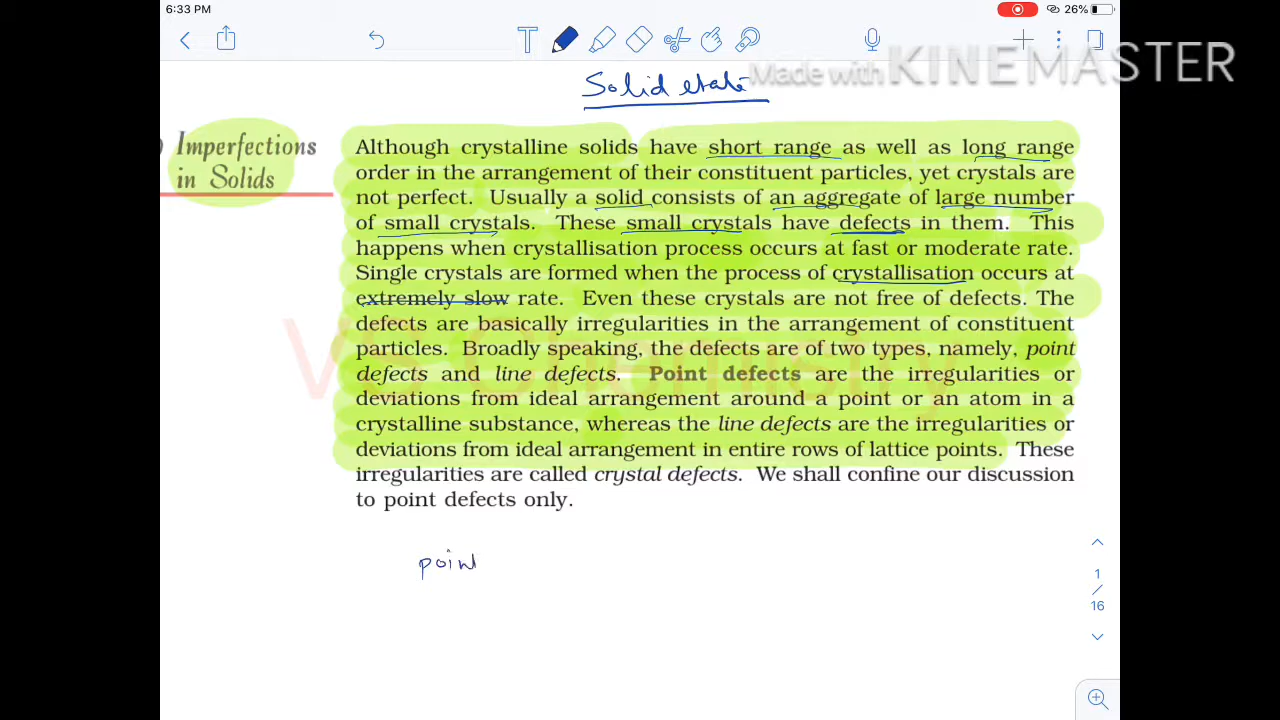 6:33 PM
26%
Made with KINEMASTER
Solid state
Imperfections
in Solids
Although crystalline solids have short range as well as long range
order in the arrangement of their constituent particles, yet crystals are
not perfect. Usually a solid consists of an aggregate of large number
of small crystals. These small crystals have defects in them. This
happens when crystallisation process occurs at fast or moderate rate.
Single crystals are formed when the process of crystallisation occurs at
extremely slow rate. Even these crystals are not free of defects. The
defects are basically irregularities in the arrangement of constituent
particles. Broadly speaking, the defects are of two types, namely, point
defects and line defects. Point defects are the irregularities or
deviations from ideal arrangement around a point or an atom in a
crystalline substance, whereas the line defects are the irregularities or
deviations from ideal arrangement in entire rows of lattice points. These
irregularities are called crystal defects. We shall confine our discussion
to point defects only.
VS Chemistry
point
1
/
16